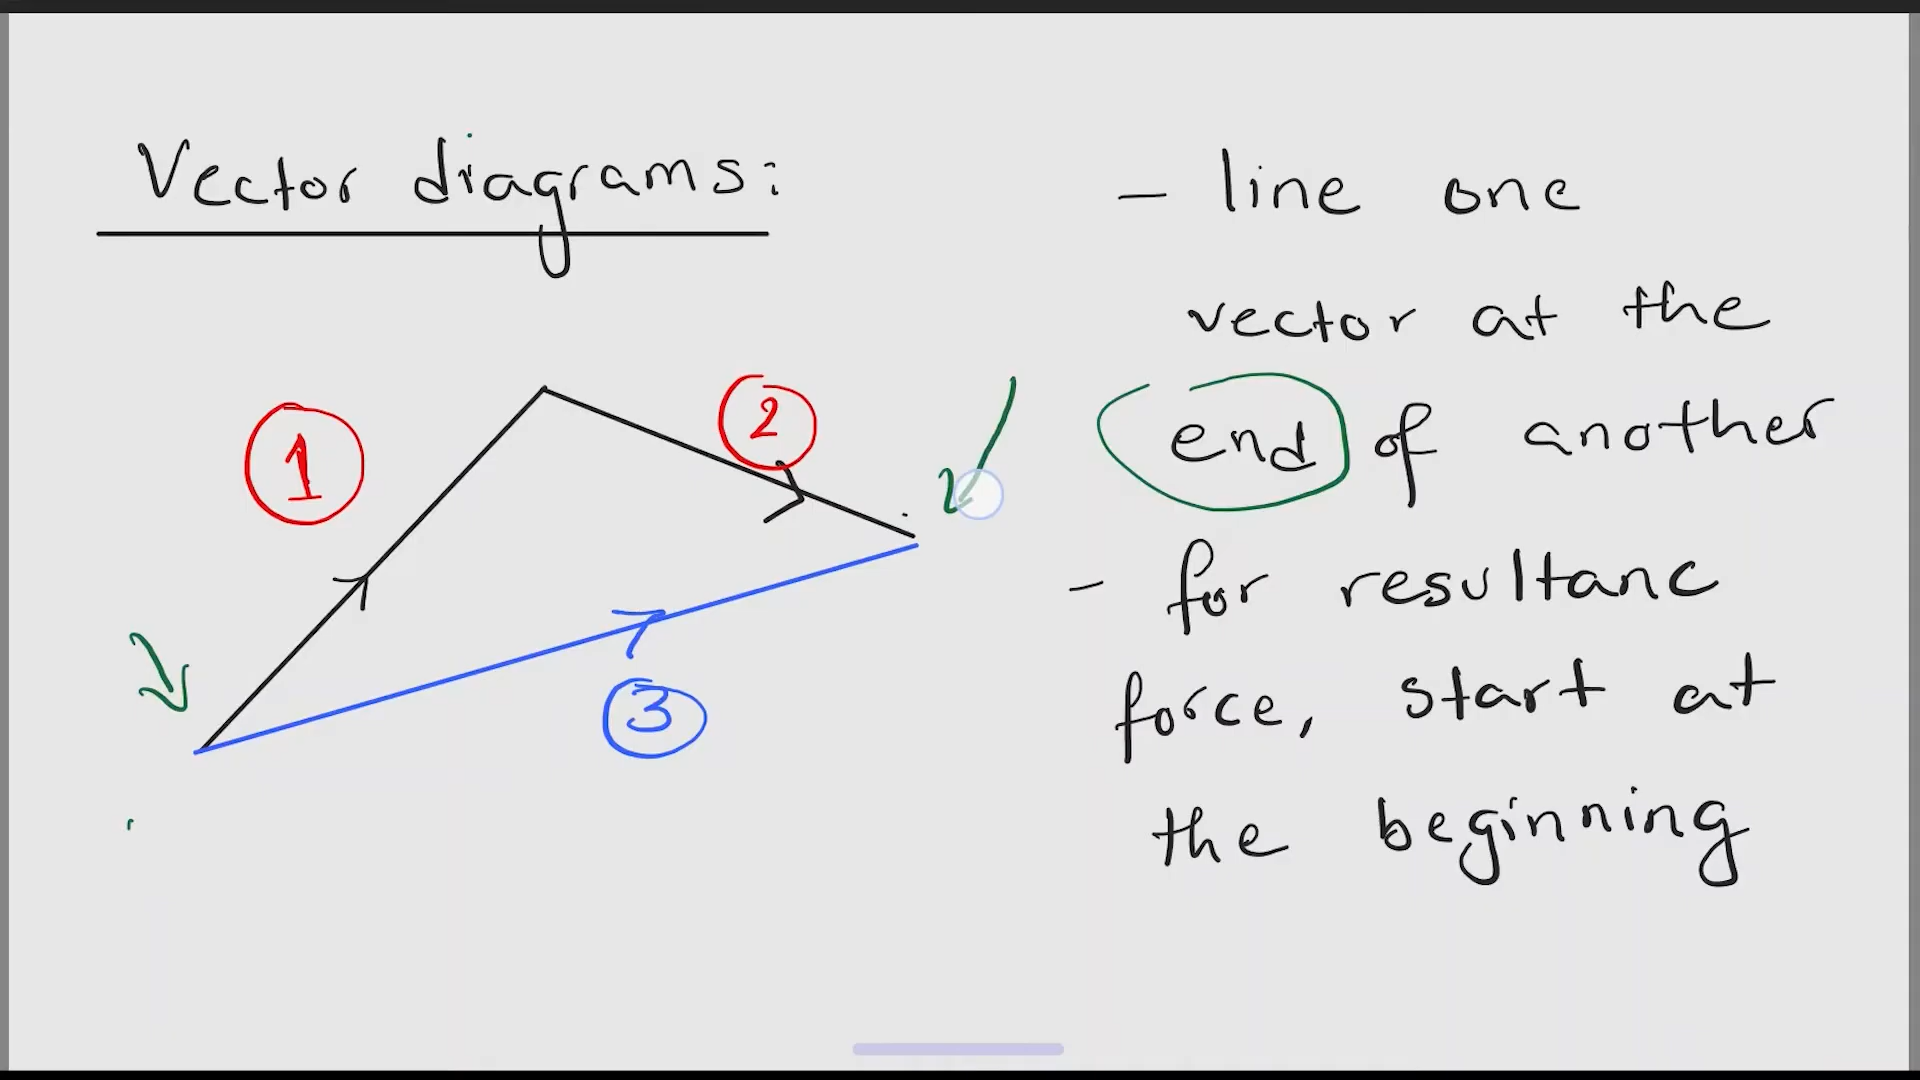 Vector diagrams:
1
2
3
- line one
vector at the
end of another
- for resultanc
force, start at
the beginning